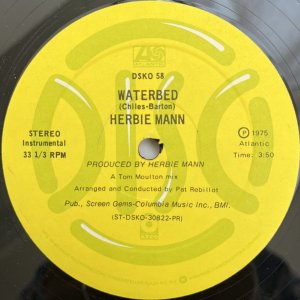 DSKO 58
WATERBED
(Chiles-Barton)
HERBIE MANN
STEREO
Instrumental
33 1/3 RPM
Ⓟ 1975
Atlantic
Time: 3:50
PRODUCED BY HERBIE MANN
A Tom Moulton mix
Arranged and Conducted by Pat Rebillot
Pub., Screen Gems-Columbia Music Inc., BMI.
(ST-DSKO-30822-PR)